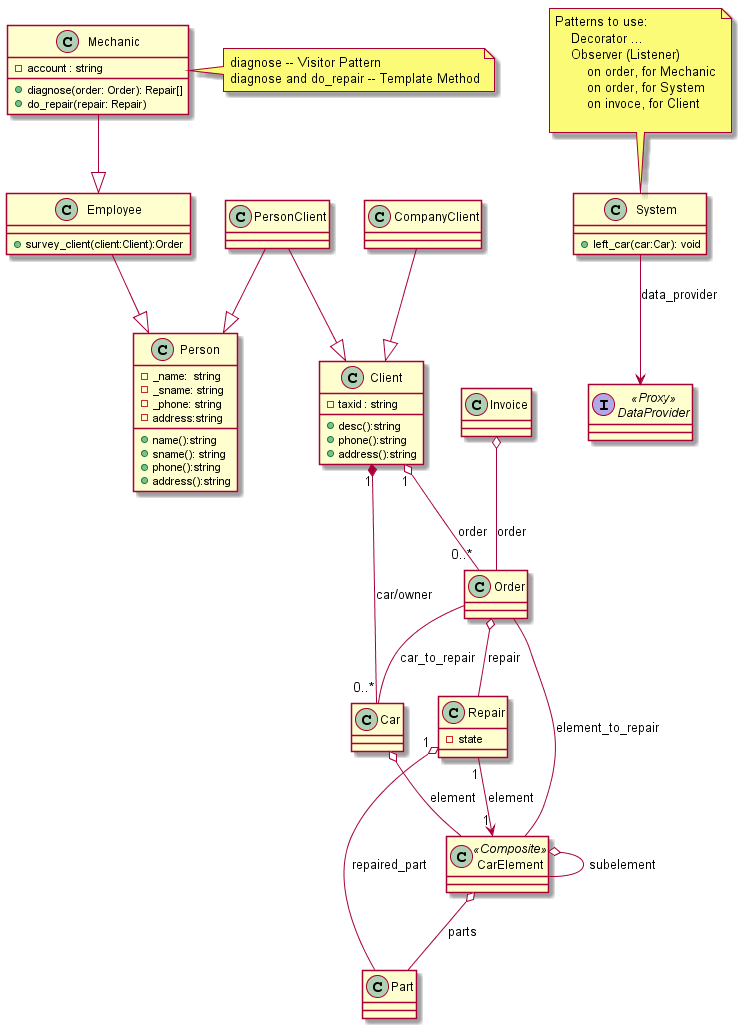 C Mechanic
account : string
diagnose(order: Order): Repair[]
do_repair(repair: Repair)
diagnose -- Visitor Pattern
diagnose and do_repair -- Template Method
Patterns to use:
Decorator ...
Observer (Listener)
on order, for Mechanic
on order, for System
on invoce, for Client
C Employee
survey_client(client:Client):Order
C PersonClient
C CompanyClient
C System
left_car(car:Car): void
data_provider
C Person
_name: string
_sname: string
_phone: string
address:string
name():string
sname(): string
phone():string
address():string
C Client
taxid : string
desc():string
phone():string
address():string
C Invoice
I «Proxy»
DataProvider
1
1
order
order
0..*
C Order
car/owner
car_to_repair
repair
0..*
C Car
C Repair
state
element_to_repair
1
1
element
element
1
C «Composite»
CarElement
subelement
repaired_part
parts
C Part